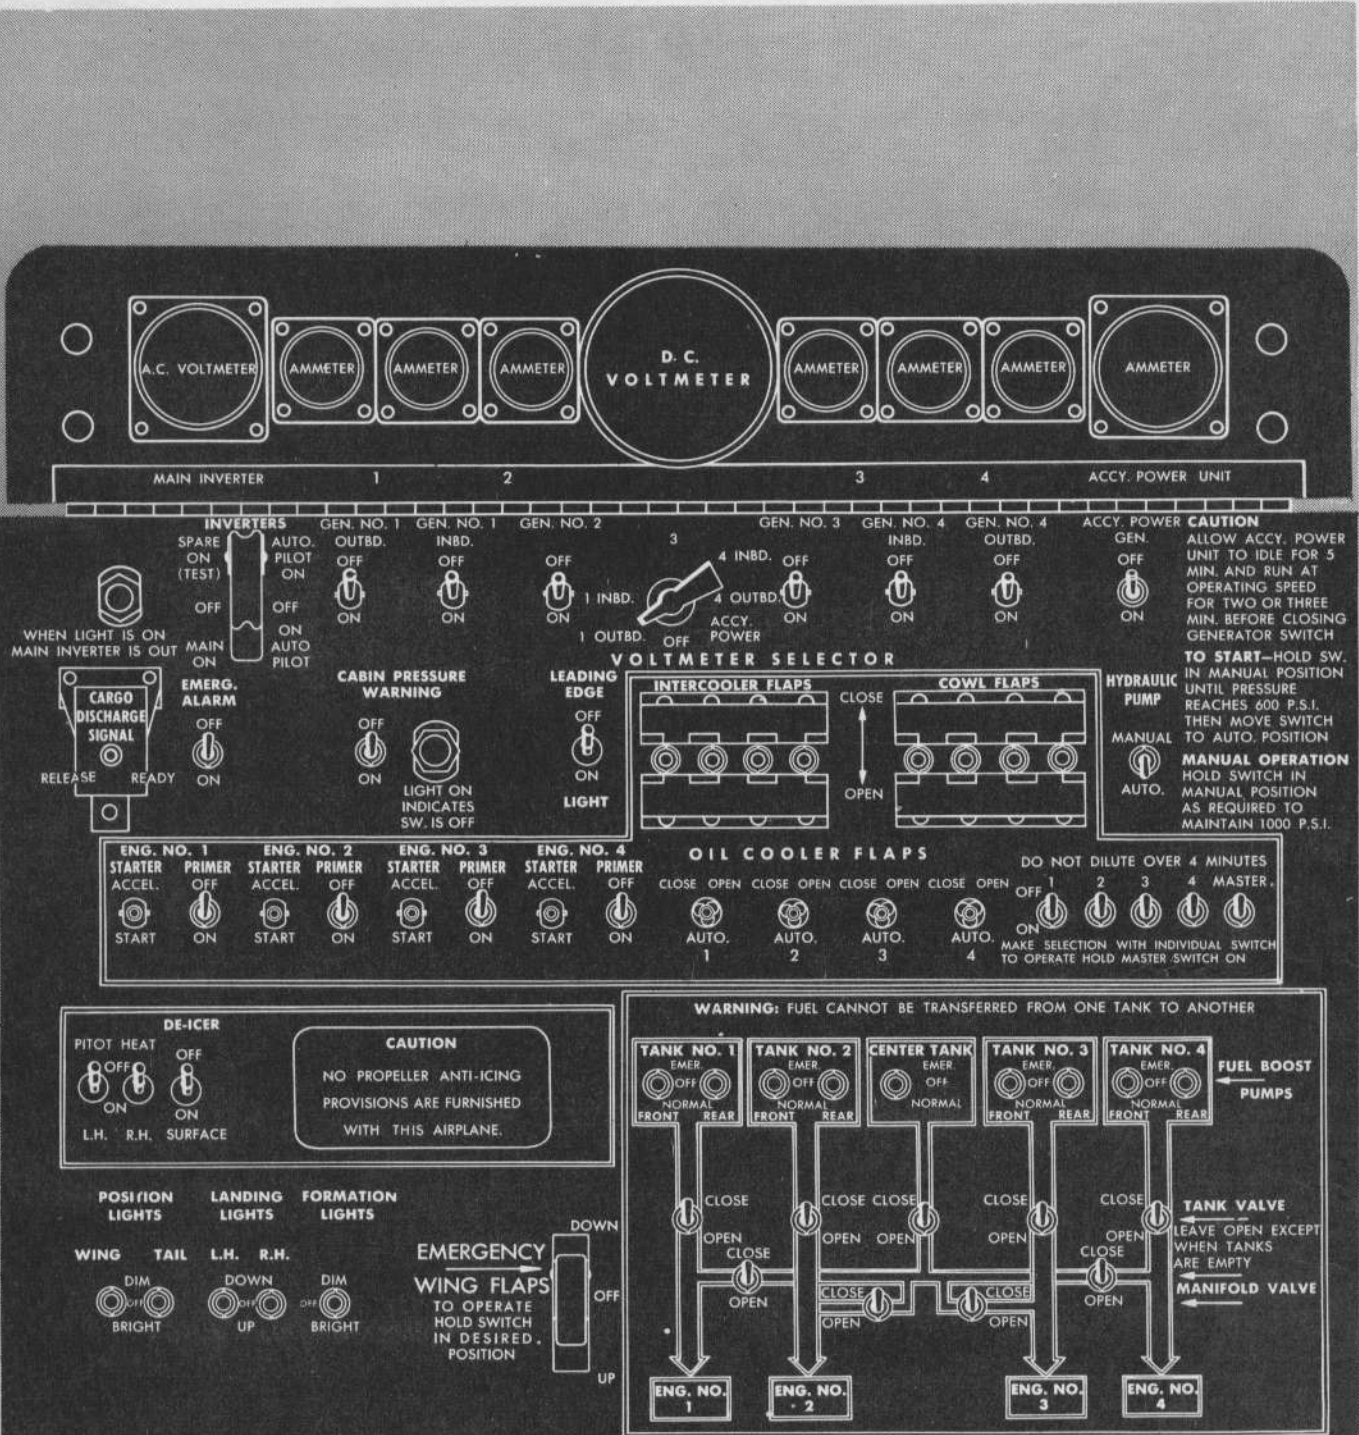 A.C. VOLTMETER
AMMETER
AMMETER
AMMETER
D.C.
VOLTMETER
AMMETER
AMMETER
AMMETER
AMMETER
MAIN INVERTER
1
2
3
4
ACCY. POWER UNIT
INVERTERS
SPARE
ON
(TEST)
AUTO.
PILOT
ON
OFF
OFF
MAIN
ON
ON
AUTO
PILOT
WHEN LIGHT IS ON
MAIN INVERTER IS OUT
GEN. NO. 1
OUTBD.
OFF
ON
GEN. NO. 1
INBD.
OFF
ON
GEN. NO. 2
OFF
ON
3
4 INBD.
1 INBD.
4 OUTBD.
1 OUTBD.
OFF
ACCY.
POWER
VOLTMETER SELECTOR
GEN. NO. 3
OFF
ON
GEN. NO. 4
INBD.
OFF
ON
GEN. NO. 4
OUTBD.
OFF
ON
ACCY. POWER
GEN.
OFF
ON
CAUTION
ALLOW ACCY. POWER
UNIT TO IDLE FOR 5
MIN. AND RUN AT
OPERATING SPEED
FOR TWO OR THREE
MIN. BEFORE CLOSING
GENERATOR SWITCH
CARGO
DISCHARGE
SIGNAL
RELEASE
READY
EMERG.
ALARM
OFF
ON
CABIN PRESSURE
WARNING
OFF
ON
LIGHT ON
INDICATES
SW. IS OFF
LEADING
EDGE
OFF
ON
LIGHT
INTERCOOLER FLAPS
CLOSE
OPEN
COWL FLAPS
HYDRAULIC
PUMP
MANUAL
AUTO.
TO START—HOLD SW.
IN MANUAL POSITION
UNTIL PRESSURE
REACHES 600 P.S.I.
THEN MOVE SWITCH
TO AUTO. POSITION
MANUAL OPERATION
HOLD SWITCH IN
MANUAL POSITION
AS REQUIRED TO
MAINTAIN 1000 P.S.I.
ENG. NO. 1
STARTER PRIMER
ACCEL. OFF
START ON
ENG. NO. 2
STARTER PRIMER
ACCEL. OFF
START ON
ENG. NO. 3
STARTER PRIMER
ACCEL. OFF
START ON
ENG. NO. 4
STARTER PRIMER
ACCEL. OFF
START ON
OIL COOLER FLAPS
CLOSE OPEN
AUTO.
1
CLOSE OPEN
AUTO.
2
CLOSE OPEN
AUTO.
3
CLOSE OPEN
AUTO.
4
DO NOT DILUTE OVER 4 MINUTES
1 2 3 4 MASTER.
OFF
ON
MAKE SELECTION WITH INDIVIDUAL SWITCH
TO OPERATE HOLD MASTER SWITCH ON
DE-ICER
PITOT HEAT
OFF
ON
L.H. R.H.
OFF
ON
SURFACE
CAUTION
NO PROPELLER ANTI-ICING
PROVISIONS ARE FURNISHED
WITH THIS AIRPLANE.
POSITION
LIGHTS
WING TAIL
DIM
OFF
BRIGHT
LANDING
LIGHTS
L.H. R.H.
DOWN
OFF
UP
FORMATION
LIGHTS
DIM
OFF
BRIGHT
EMERGENCY
WING FLAPS
TO OPERATE
HOLD SWITCH
IN DESIRED.
POSITION
DOWN
OFF
UP
WARNING: FUEL CANNOT BE TRANSFERRED FROM ONE TANK TO ANOTHER
TANK NO. 1
EMER.
OFF
NORMAL
FRONT REAR
TANK NO. 2
EMER.
OFF
NORMAL
FRONT REAR
CENTER TANK
EMER.
OFF
NORMAL
TANK NO. 3
EMER.
OFF
NORMAL
FRONT REAR
TANK NO. 4
EMER.
OFF
NORMAL
FRONT REAR
FUEL BOOST
PUMPS
CLOSE
OPEN
CLOSE
OPEN
CLOSE
OPEN
CLOSE
OPEN
CLOSE
OPEN
TANK VALVE
LEAVE OPEN EXCEPT
WHEN TANKS
ARE EMPTY
CLOSE
OPEN
CLOSE
OPEN
CLOSE
OPEN
CLOSE
OPEN
MANIFOLD VALVE
ENG. NO.
1
ENG. NO.
2
ENG. NO.
3
ENG. NO.
4